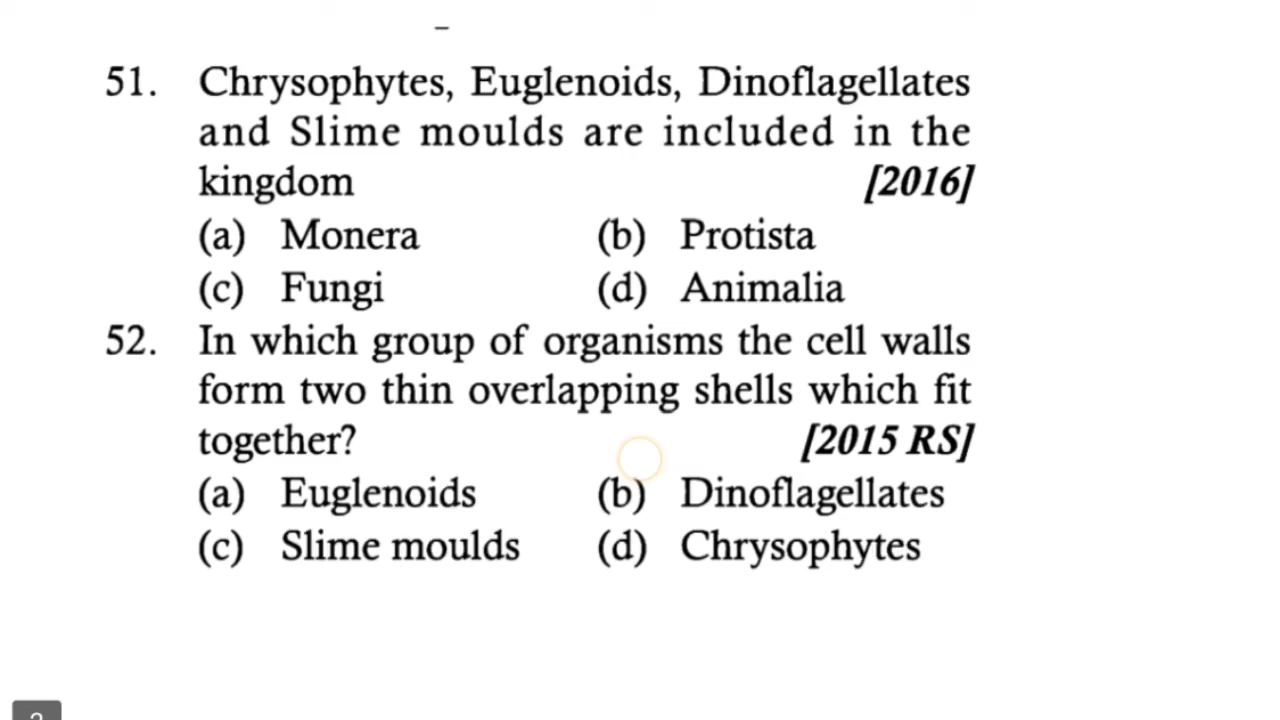 51. Chrysophytes, Euglenoids, Dinoflagellates
and Slime moulds are included in the
kingdom [2016]
(a) Monera (b) Protista
(c) Fungi (d) Animalia
52. In which group of organisms the cell walls
form two thin overlapping shells which fit
together? [2015 RS]
(a) Euglenoids (b) Dinoflagellates
(c) Slime moulds (d) Chrysophytes